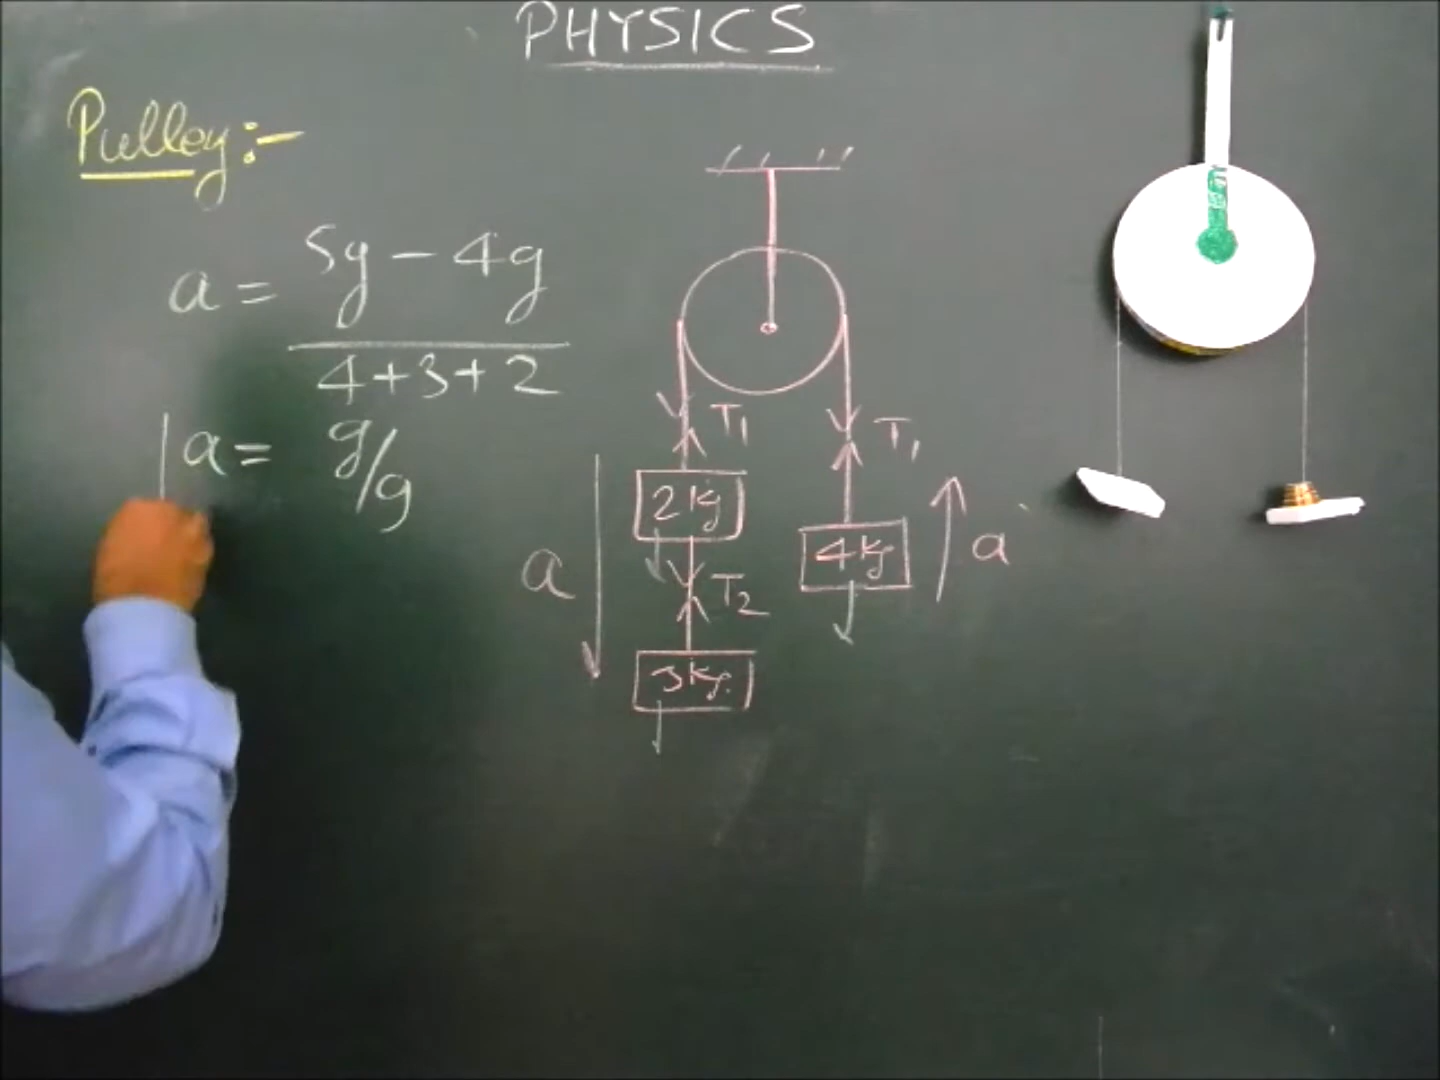 PHYSICS
Pulley:-
a = 5g - 4g
4+3+2
a = g/9
T1
T1
2kg
4kg
a
a
T2
3kg.